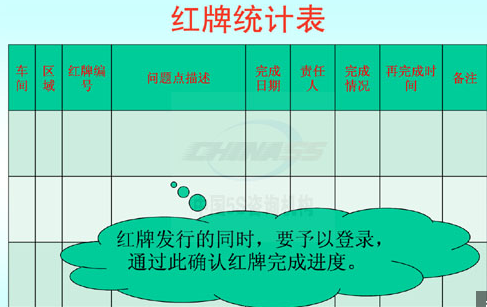 红牌统计表
车间 区域 红牌编号 问题点描述 完成日期 责任人 完成情况 再完成时间 备注
CHINA5S
中国5S咨询机构
红牌发行的同时，要予以登录，
通过此确认红牌完成进度。